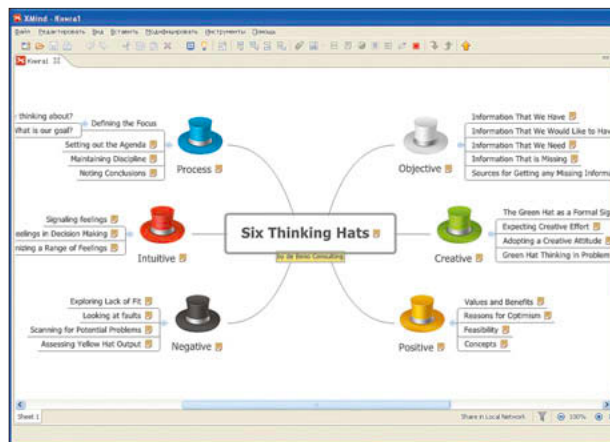 XMind - Книга1
Файл Редактировать Вид Вставить Модифицировать Инструменты Помощь
Книга1
thinking about?
What is our goal?
Defining the Focus
Setting out the Agenda
Maintaining Discipline
Noting Conclusions
Process
Information That We Have
Information That We Would Like to Hav
Information That We Need
Information That is Missing
Sources for Getting any Missing Informa
Objective
Signaling feelings
eelings in Decision Making
nizing a Range of Feelings
Intuitive
Six Thinking Hats
by de Bono Consulting
The Green Hat as a Formal Sig
Expecting Creative Effort
Adopting a Creative Attitude
Green Hat Thinking in Problem
Creative
Exploring Lack of Fit
Looking at faults
Scanning for Potential Problems
Assessing Yellow Hat Output
Negative
Values and Benefits
Reasons for Optimism
Feasibility
Concepts
Positive
Sheet 1
Share in Local Network
100%